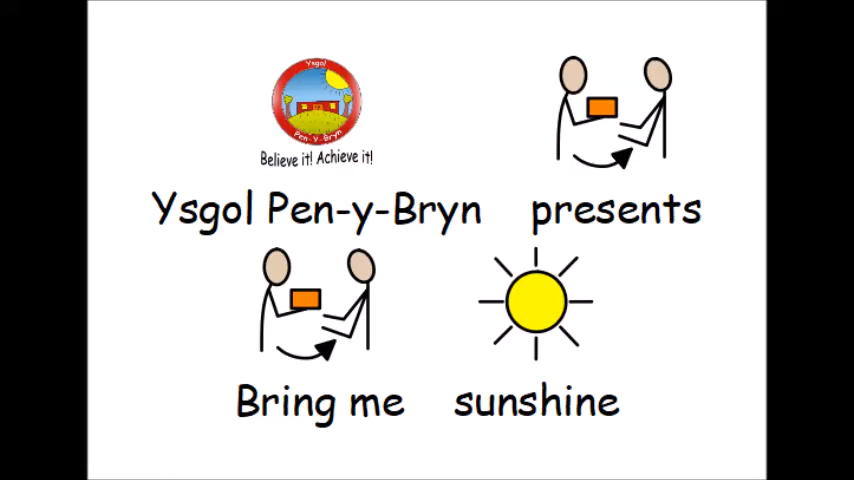 Ysgol
Pen-y-Bryn
Believe it! Achieve it!
Ysgol Pen-y-Bryn presents
Bring me sunshine